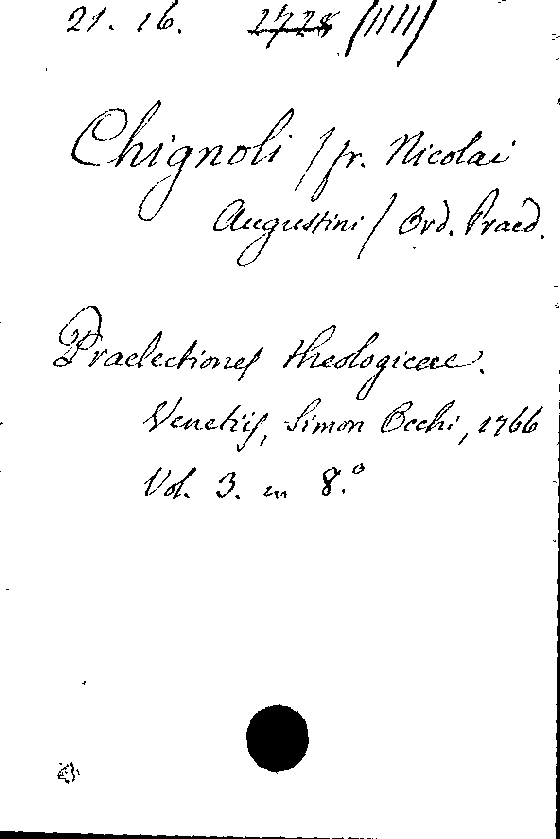 21. 16. 2728 /1111/
Chignoli /fr. Nicolai
Augustini/ Ord. Praed.
Praelectiones theologicae.
Venetiis, Simon Occhi, 1766
Vol. 3. in 8.º